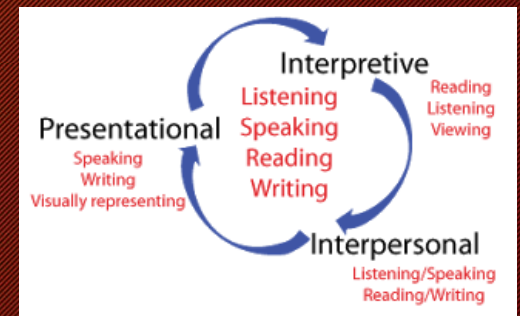 Interpretive
Reading
Listening
Viewing
Listening
Speaking
Reading
Writing
Presentational
Speaking
Writing
Visually representing
Interpersonal
Listening/Speaking
Reading/Writing